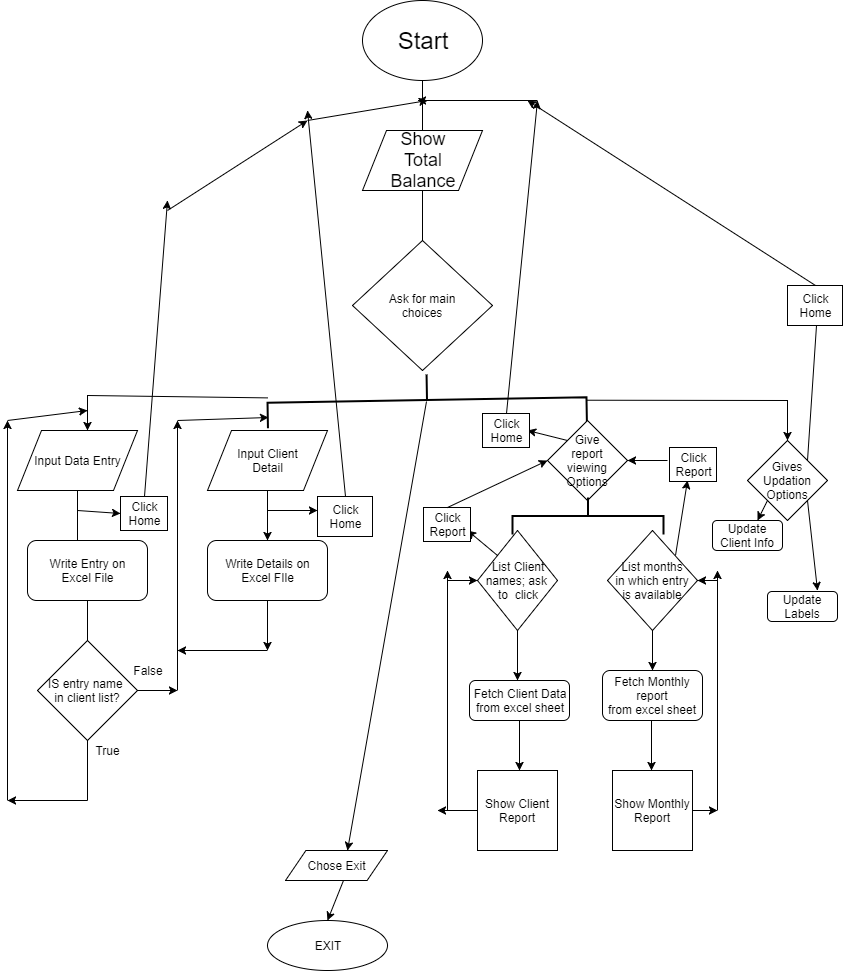 Start
Show
Total
Balance
Ask for main
choices
Click
Home
Input Data Entry
Input Client
Detail
Click
Home
Give
report
viewing
Options
Click
Report
Gives
Updation
Options
Click
Home
Click
Home
Click
Report
Update
Client Info
Write Entry on
Excel FIle
Write Details on
Excel FIle
List Client
names; ask
to click
List months
in which entry
is available
Update
Labels
IS entry name
in client list?
False
True
Fetch Client Data
from excel sheet
Fetch Monthly
report
from excel sheet
Show Client
Report
Show Monthly
Report
Chose Exit
EXIT